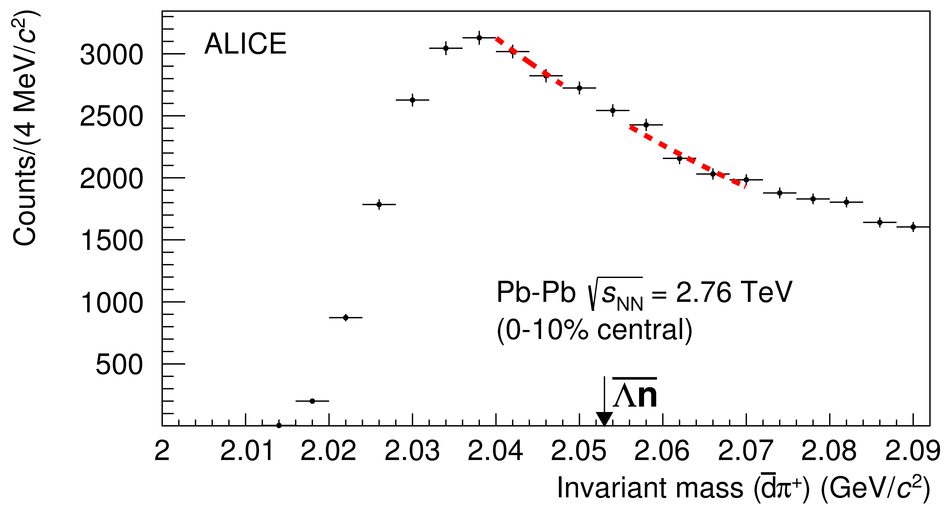 Counts/(4 MeV/c²)
3000
2500
2000
1500
1000
500
ALICE
Pb-Pb √s_NN = 2.76 TeV
(0-10% central)
Λ̅n̅
2 2.01 2.02 2.03 2.04 2.05 2.06 2.07 2.08 2.09
Invariant mass (d̅π⁺) (GeV/c²)